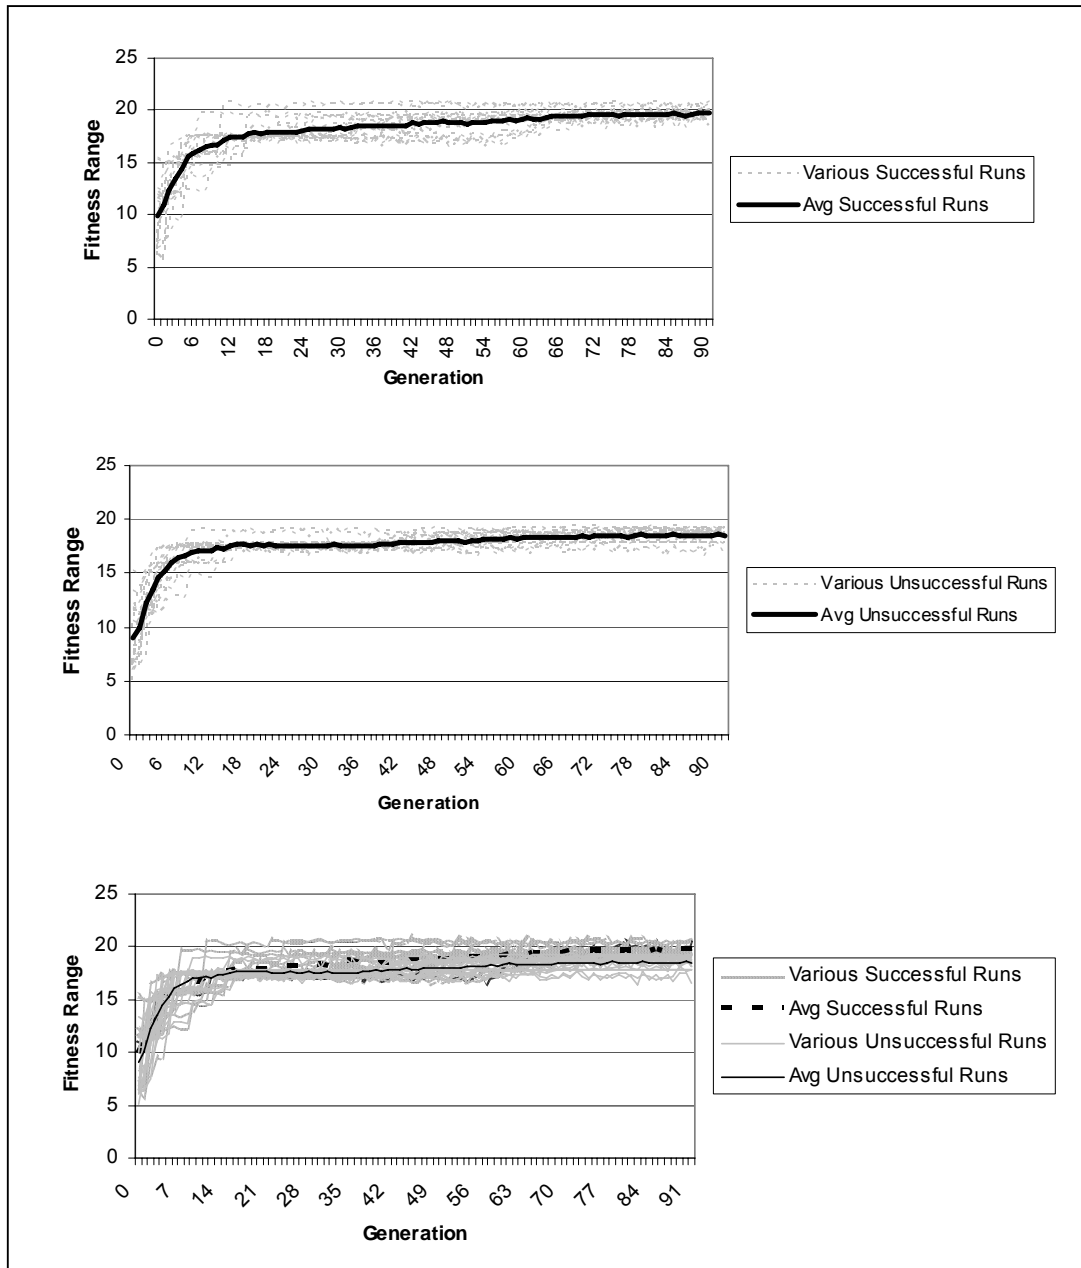 25
20
15
10
5
0
Fitness Range
0 6 12 18 24 30 36 42 48 54 60 66 72 78 84 90
Generation
Various Successful Runs
Avg Successful Runs
25
20
15
10
5
0
Fitness Range
0 6 12 18 24 30 36 42 48 54 60 66 72 78 84 90
Generation
Various Unsuccessful Runs
Avg Unsuccessful Runs
25
20
15
10
5
0
Fitness Range
0 7 14 21 28 35 42 49 56 63 70 77 84 91
Generation
Various Successful Runs
Avg Successful Runs
Various Unsuccessful Runs
Avg Unsuccessful Runs